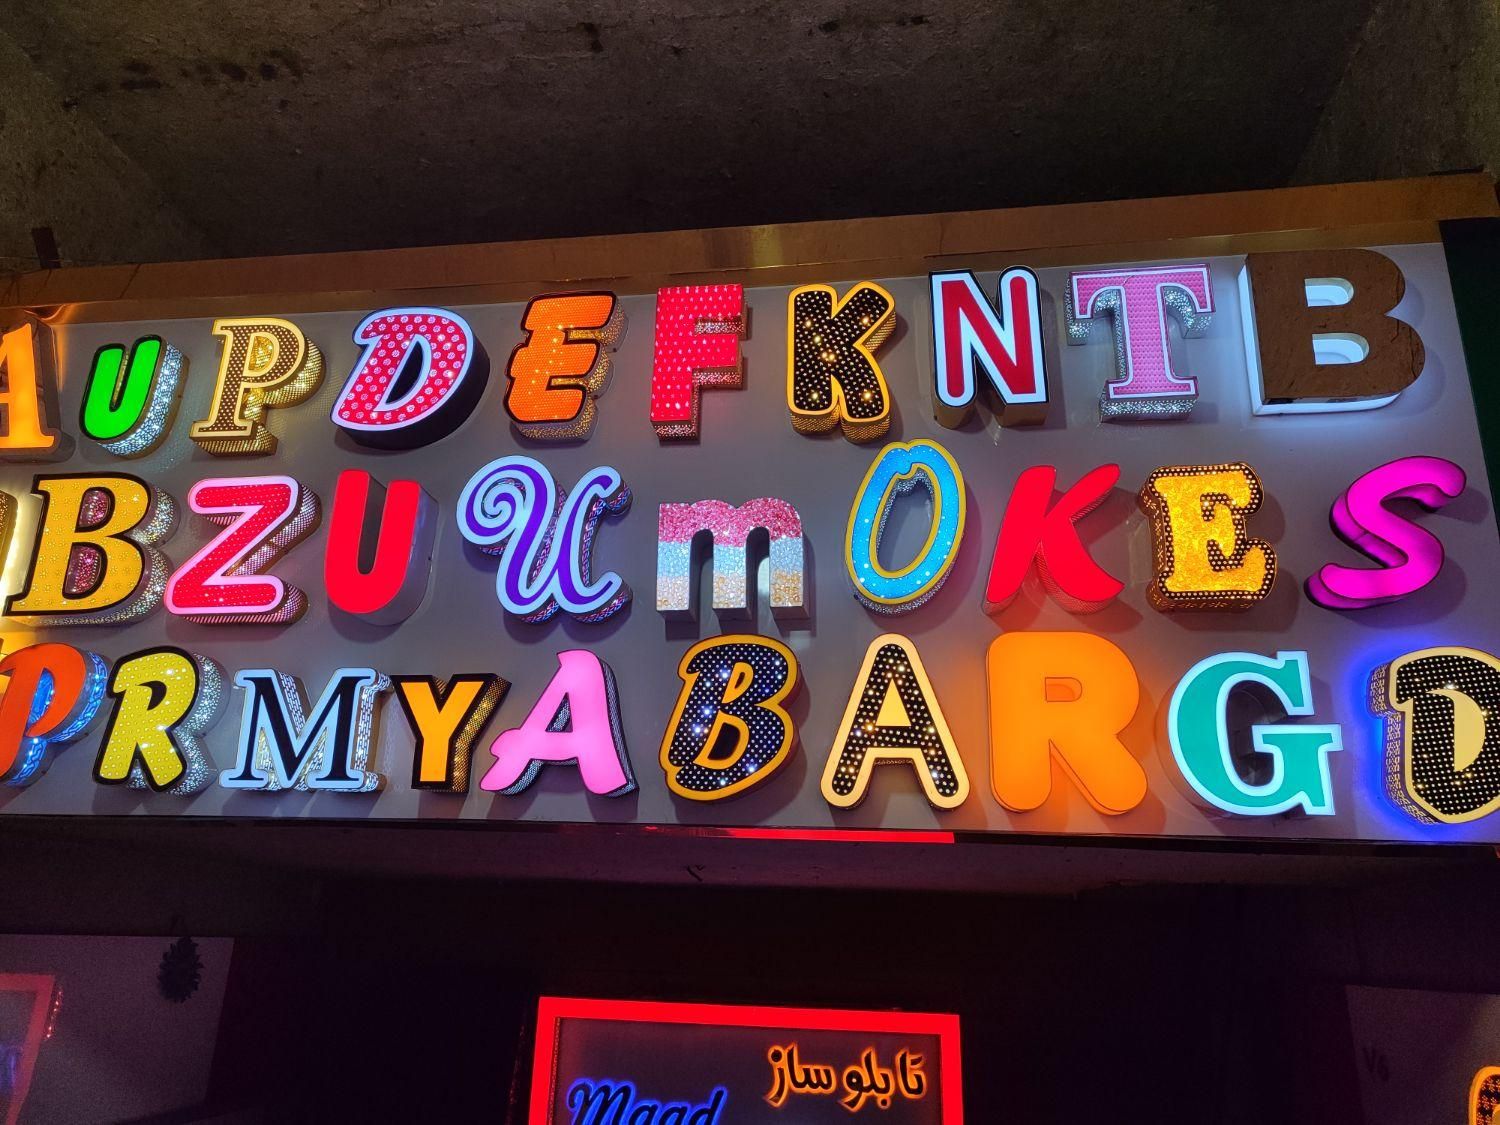 AUPDEFKNTB
BZUUmOKES
PRMYABARGD
تابلو ساز
Maad